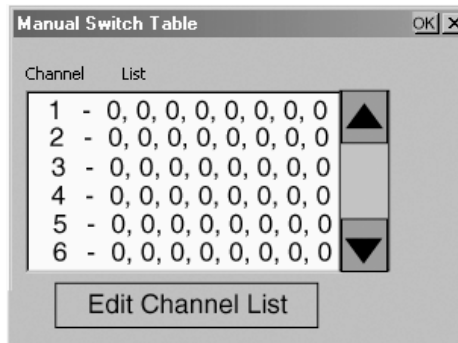 Manual Switch Table OK X
Channel List
1 - 0, 0, 0, 0, 0, 0, 0, 0
2 - 0, 0, 0, 0, 0, 0, 0, 0
3 - 0, 0, 0, 0, 0, 0, 0, 0
4 - 0, 0, 0, 0, 0, 0, 0, 0
5 - 0, 0, 0, 0, 0, 0, 0, 0
6 - 0, 0, 0, 0, 0, 0, 0, 0
Edit Channel List